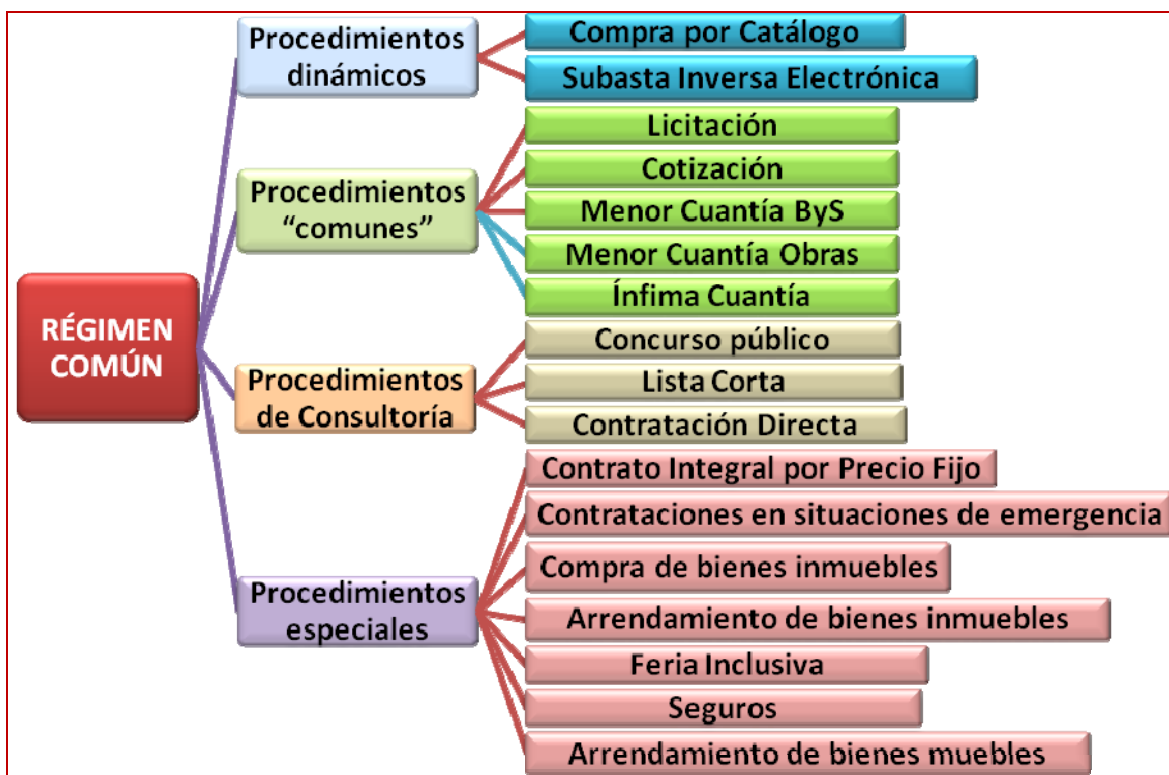 RÉGIMEN
COMÚN
Procedimientos
dinámicos
Compra por Catálogo
Subasta Inversa Electrónica
Procedimientos
“comunes”
Licitación
Cotización
Menor Cuantía ByS
Menor Cuantía Obras
Ínfima Cuantía
Procedimientos
de Consultoría
Concurso público
Lista Corta
Contratación Directa
Procedimientos
especiales
Contrato Integral por Precio Fijo
Contrataciones en situaciones de emergencia
Compra de bienes inmuebles
Arrendamiento de bienes inmuebles
Feria Inclusiva
Seguros
Arrendamiento de bienes muebles